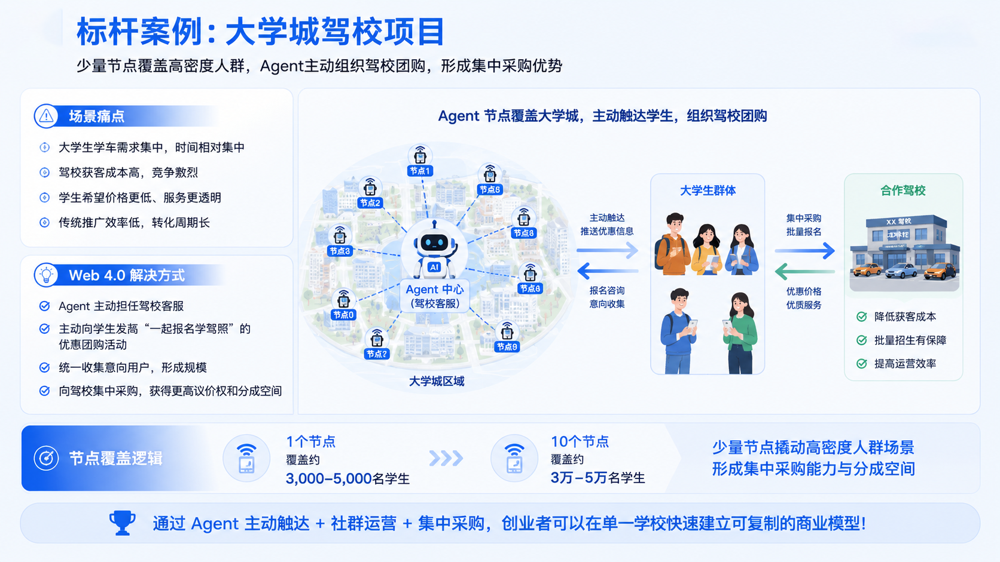 标杆案例：大学城驾校项目
少量节点覆盖高密度人群，Agent主动组织驾校团购，形成集中采购优势
场景痛点
大学生学车需求集中，时间相对集中
驾校获客成本高，竞争敷烈
学生希望价格更低、服务更透明
传统推广效率低，转化周期长
Web 4.0 解决方式
Agent 主动担任驾校客服
主动向学生发
“一起报名学驾照”的
优惠团购活动
统一收集意向用户，形成规模
向驾校集中采购，获得更高议价权和分成空间
Agent 节点覆盖大学城，主动触达学生，组织驾校团购
节点1
节点2
节点3
节点0
节点?
节点6
节点8
节点6
节点9
AI
Agent 中心
（驾校客服）
大学城区域
主动触达
推送优惠信息
报名咨询
意向收集
大学生群体
集中采购
批量报名
优惠价格
优质服务
合作驾校
XX 驾校
降低获客成本
批量招生有保障
提高运营效率
节点覆盖逻辑
1个节点
覆盖约
3,000–5,000名学生
10个节点
覆盖约
3万–5万名学生
少量节点撬动高密度人群场景
形成集中采购能力与分成空间
通过 Agent 主动触达 + 社群运营 + 集中采购，创业者可以在单一学校快速建立可复制的商业模型！